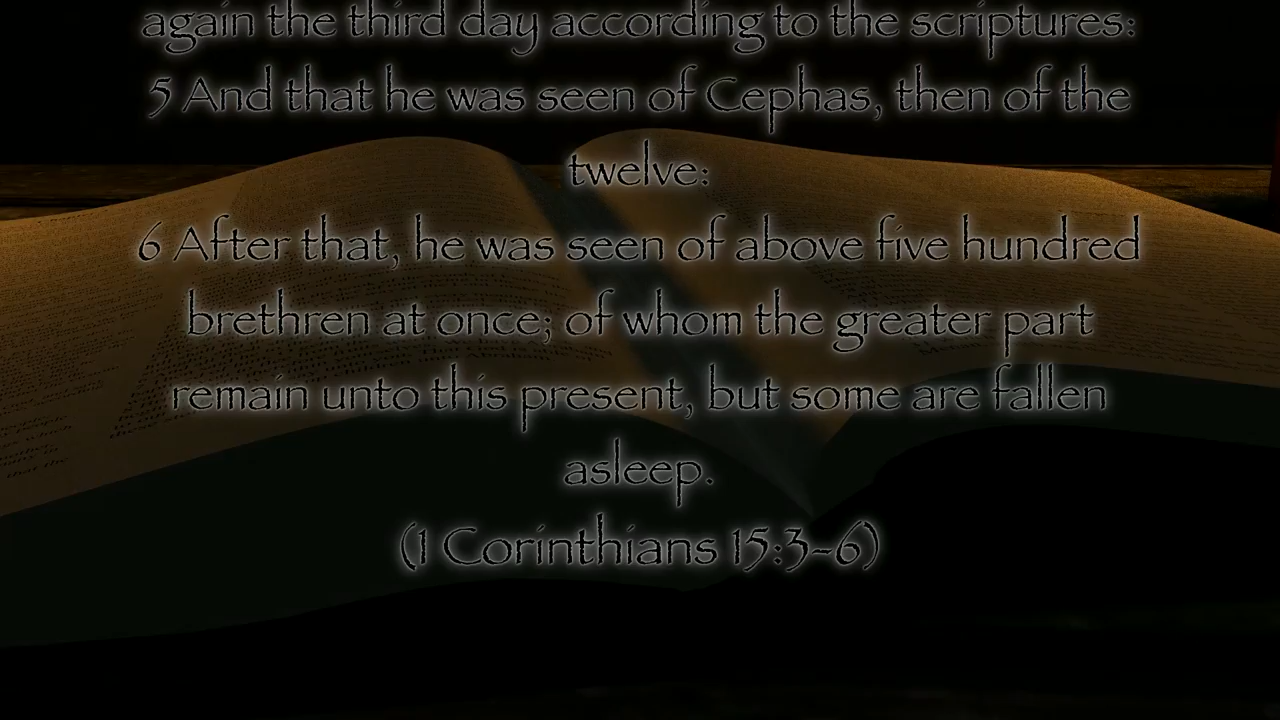 again the third day according to the scriptures:
5 And that he was seen of Cephas, then of the
twelve:
6 After that, he was seen of above five hundred
brethren at once; of whom the greater part
remain unto this present, but some are fallen
asleep.
(1 Corinthians 15:3-6)